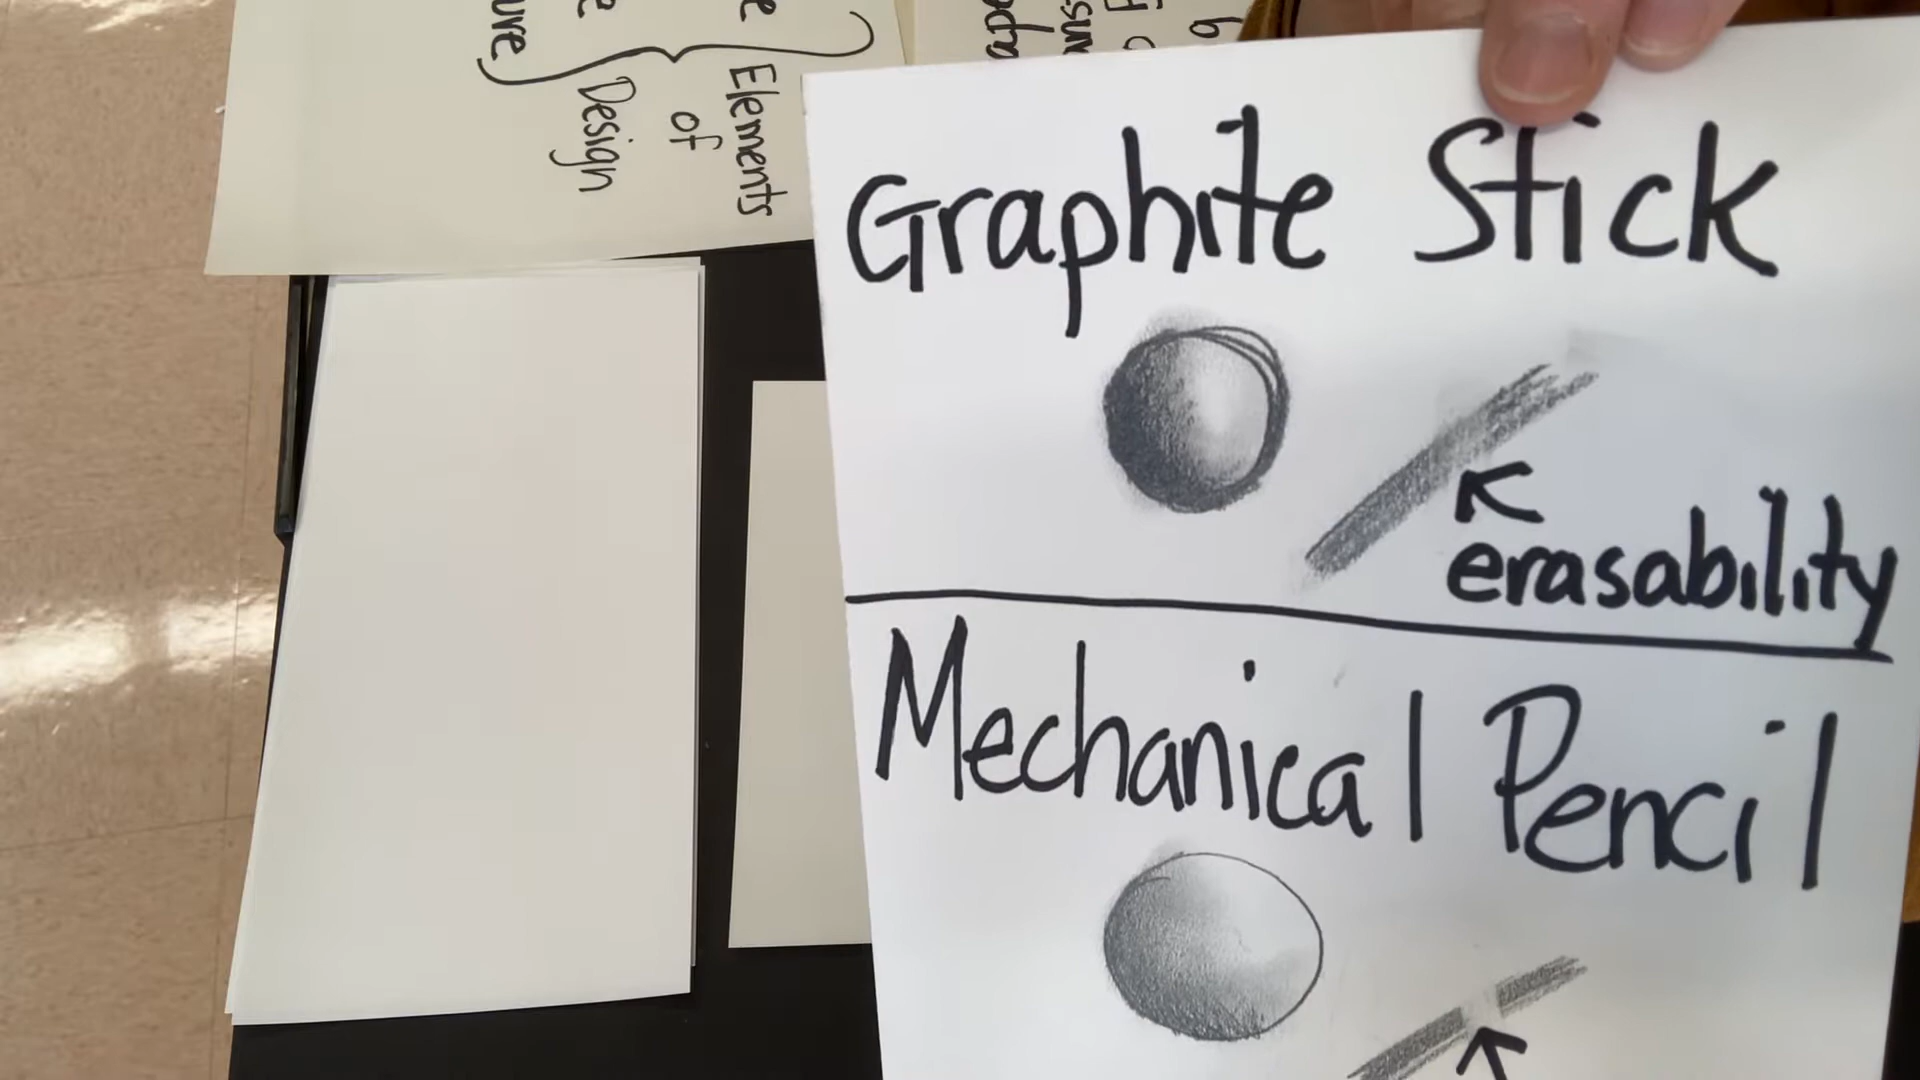 Elements
of
Design
Graphite Stick
erasability
Mechanical Pencil